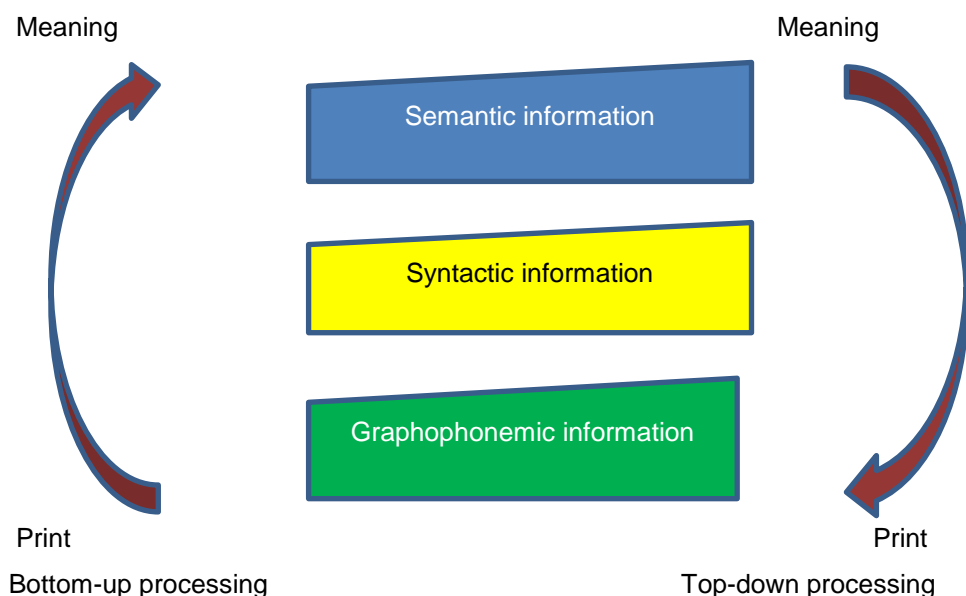 Meaning
Meaning
Semantic information
Syntactic information
Graphophonemic information
Print
Print
Bottom-up processing
Top-down processing